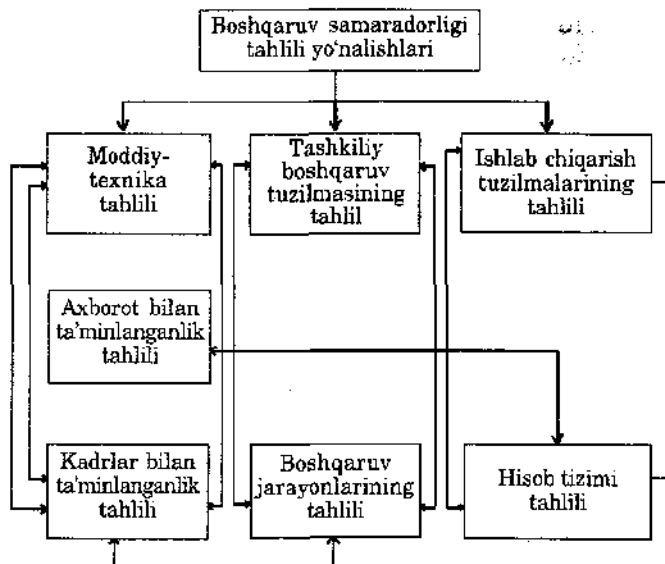 Boshqaruv samaradorligi
tahlili yo‘nalishlari
Moddiy-
texnika
tahlili
Tashkiliy
boshqaruv
tuzilmasining
tahlil
Ishlab chiqarish
tuzilmalarining
tahlili
Axborot bilan
ta’minlanganlik
tahlili
Kadrlar bilan
ta’minlanganlik
tahlili
Boshqaruv
jarayonlarining
tahlili
Hisob tizimi
tahlili